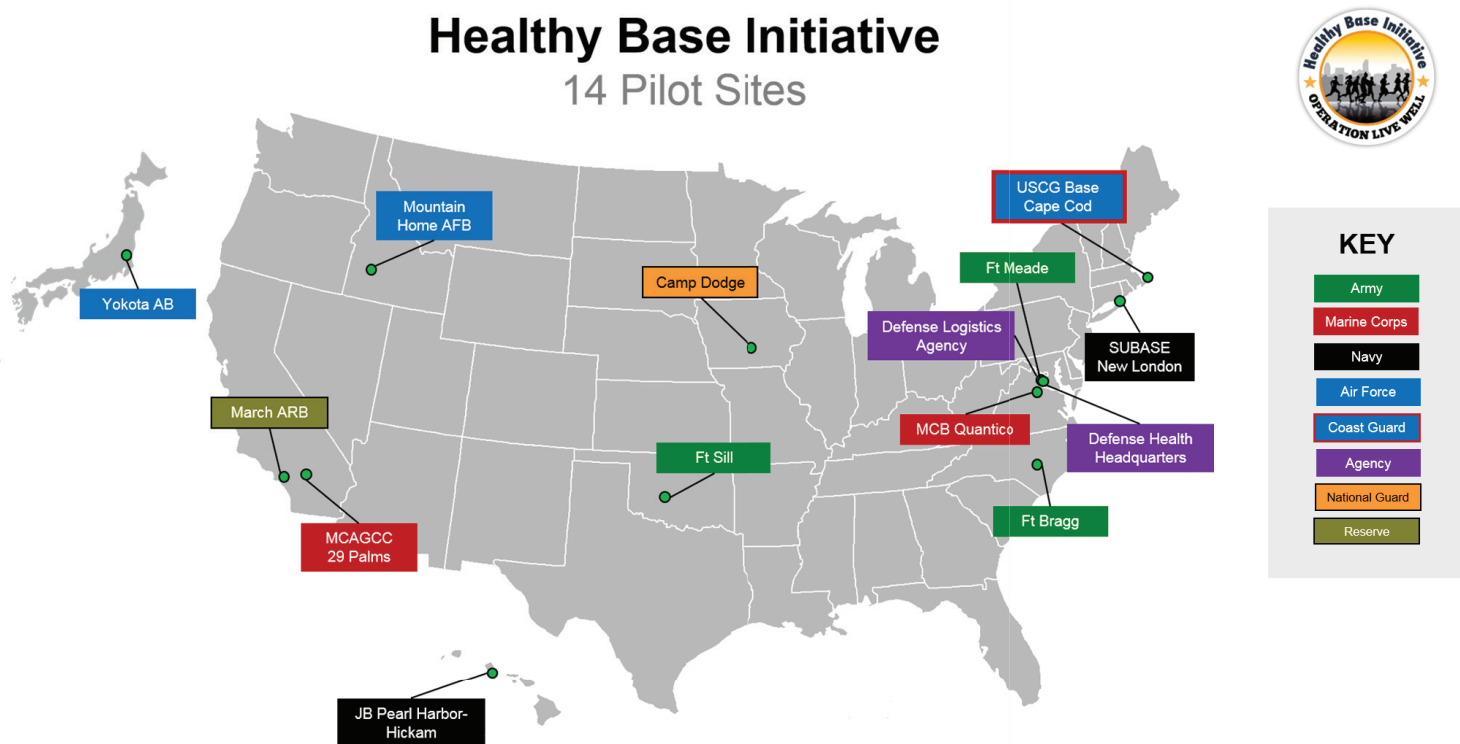 Healthy Base Initiative
14 Pilot Sites
Healthy Base Initiative
OPERATION LIVE WELL
USCG Base
Cape Cod
Mountain
Home AFB
Ft Meade
Camp Dodge
Yokota AB
Defense Logistics
Agency
SUBASE
New London
March ARB
MCB Quantico
Defense Health
Headquarters
Ft Sill
Ft Bragg
MCAGCC
29 Palms
JB Pearl Harbor-
Hickam
KEY
Army
Marine Corps
Navy
Air Force
Coast Guard
Agency
National Guard
Reserve